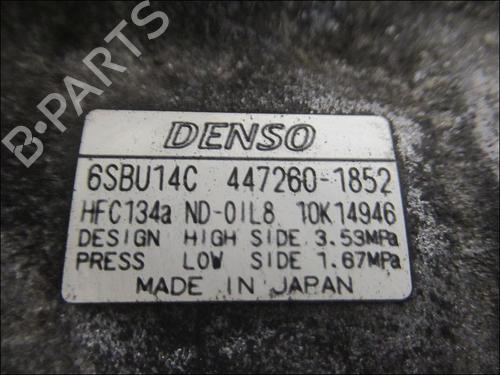 B-PARTS
DENSO
6SBU14C 447260-1852
HFC134a ND-OIL8 10K14946
DESIGN HIGH SIDE 3.53MPa
PRESS LOW SIDE 1.67MPa
MADE IN JAPAN